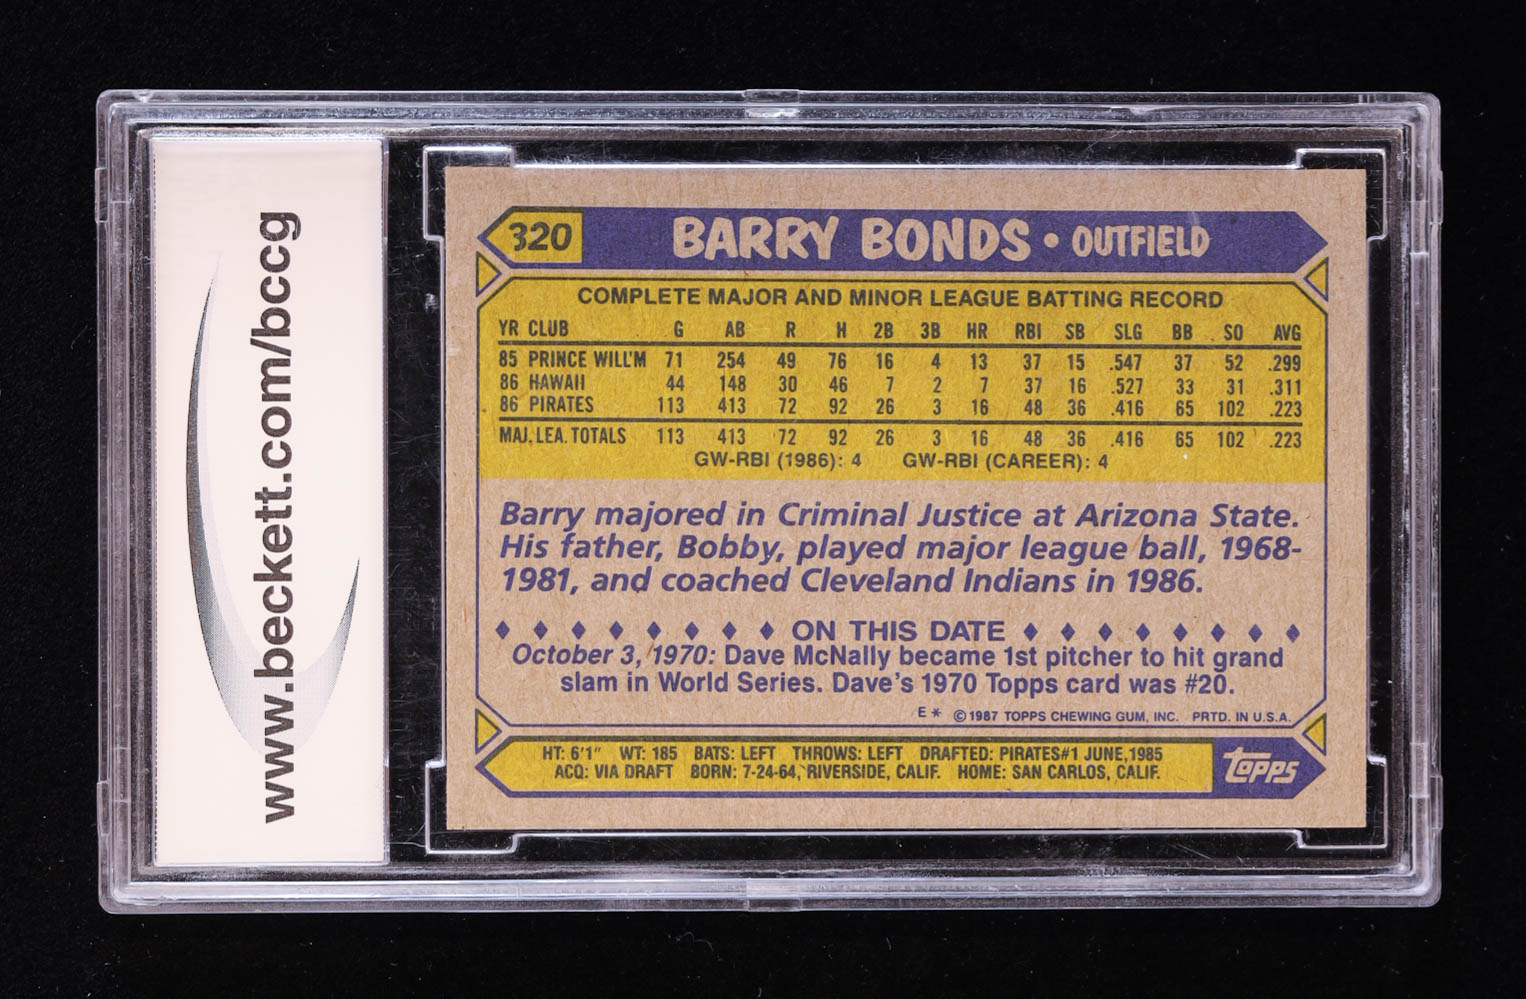 www.beckett.com/bccg
320 BARRY BONDS • OUTFIELD
COMPLETE MAJOR AND MINOR LEAGUE BATTING RECORD
YR CLUB G AB R H 2B 3B HR RBI SB SLG BB SO AVG
85 PRINCE WILL'M 71 254 49 76 16 4 13 37 15 .547 37 52 .299
86 HAWAII 44 148 30 46 7 2 7 37 16 .527 33 31 .311
86 PIRATES 113 413 72 92 26 3 16 48 36 .416 65 102 .223
MAJ. LEA. TOTALS 113 413 72 92 26 3 16 48 36 .416 65 102 .223
GW-RBI (1986): 4 GW-RBI (CAREER): 4
Barry majored in Criminal Justice at Arizona State.
His father, Bobby, played major league ball, 1968-
1981, and coached Cleveland Indians in 1986.
♦ ♦ ♦ ♦ ♦ ♦ ♦ ♦ ON THIS DATE ♦ ♦ ♦ ♦ ♦ ♦ ♦ ♦
October 3, 1970: Dave McNally became 1st pitcher to hit grand
slam in World Series. Dave's 1970 Topps card was #20.
E * © 1987 TOPPS CHEWING GUM, INC. PRTD. IN U.S.A.
HT: 6'1" WT: 185 BATS: LEFT THROWS: LEFT DRAFTED: PIRATES#1 JUNE,1985
ACQ: VIA DRAFT BORN: 7-24-64, RIVERSIDE, CALIF. HOME: SAN CARLOS, CALIF.
Topps